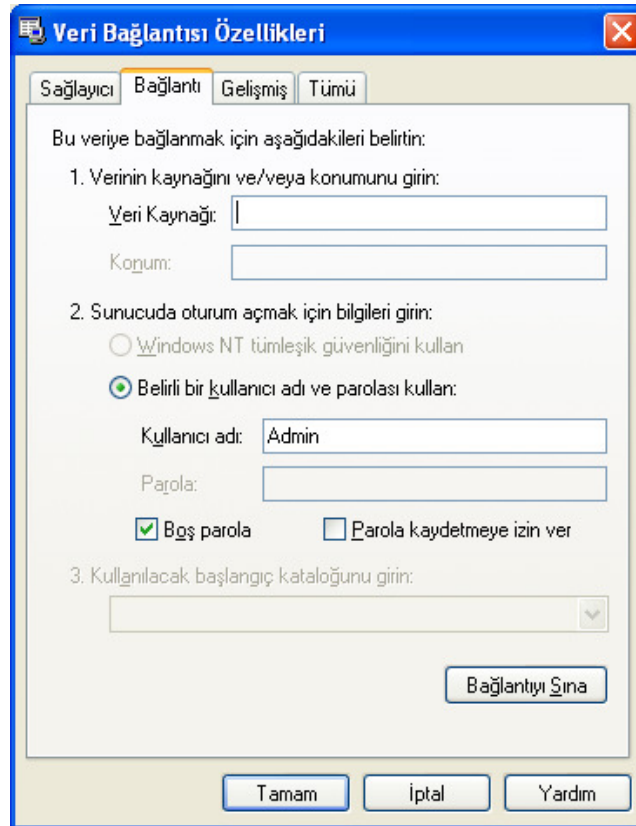 Veri Bağlantısı Özellikleri
Sağlayıcı Bağlantı Gelişmiş Tümü
Bu veriye bağlanmak için aşağıdakileri belirtin:
1. Verinin kaynağını ve/veya konumunu girin:
Veri Kaynağı:
Konum:
2. Sunucuda oturum açmak için bilgileri girin:
Windows NT tümleşik güvenliğini kullan
Belirli bir kullanıcı adı ve parolası kullan:
Kullanıcı adı: Admin
Parola:
Boş parola Parola kaydetmeye izin ver
3. Kullanılacak başlangıç kataloğunu girin:
Bağlantıyı Sına
Tamam İptal Yardım